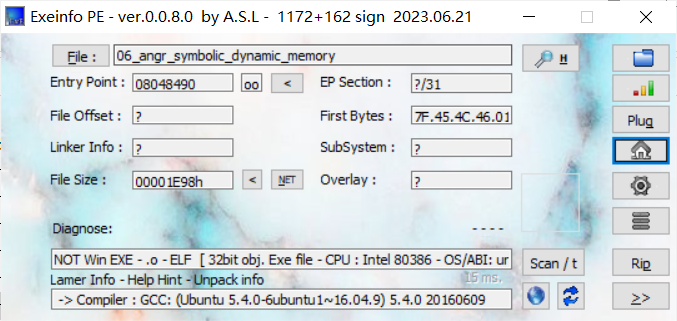 Exeinfo PE - ver.0.0.8.0 by A.S.L - 1172+162 sign 2023.06.21
File : 06_angr_symbolic_dynamic_memory H
Entry Point : 08048490 oo < EP Section : ?/31
File Offset : ? First Bytes : 7F.45.4C.46.01 Plug
Linker Info : ? SubSystem : ?
File Size : 00001E98h < NET Overlay : ?
Diagnose: - - - -
NOT Win EXE - .o - ELF [ 32bit obj. Exe file - CPU : Intel 80386 - OS/ABI: ur Scan / t Rip
Lamer Info - Help Hint - Unpack info 15 ms.
-> Compiler : GCC: (Ubuntu 5.4.0-6ubuntu1~16.04.9) 5.4.0 20160609 >>